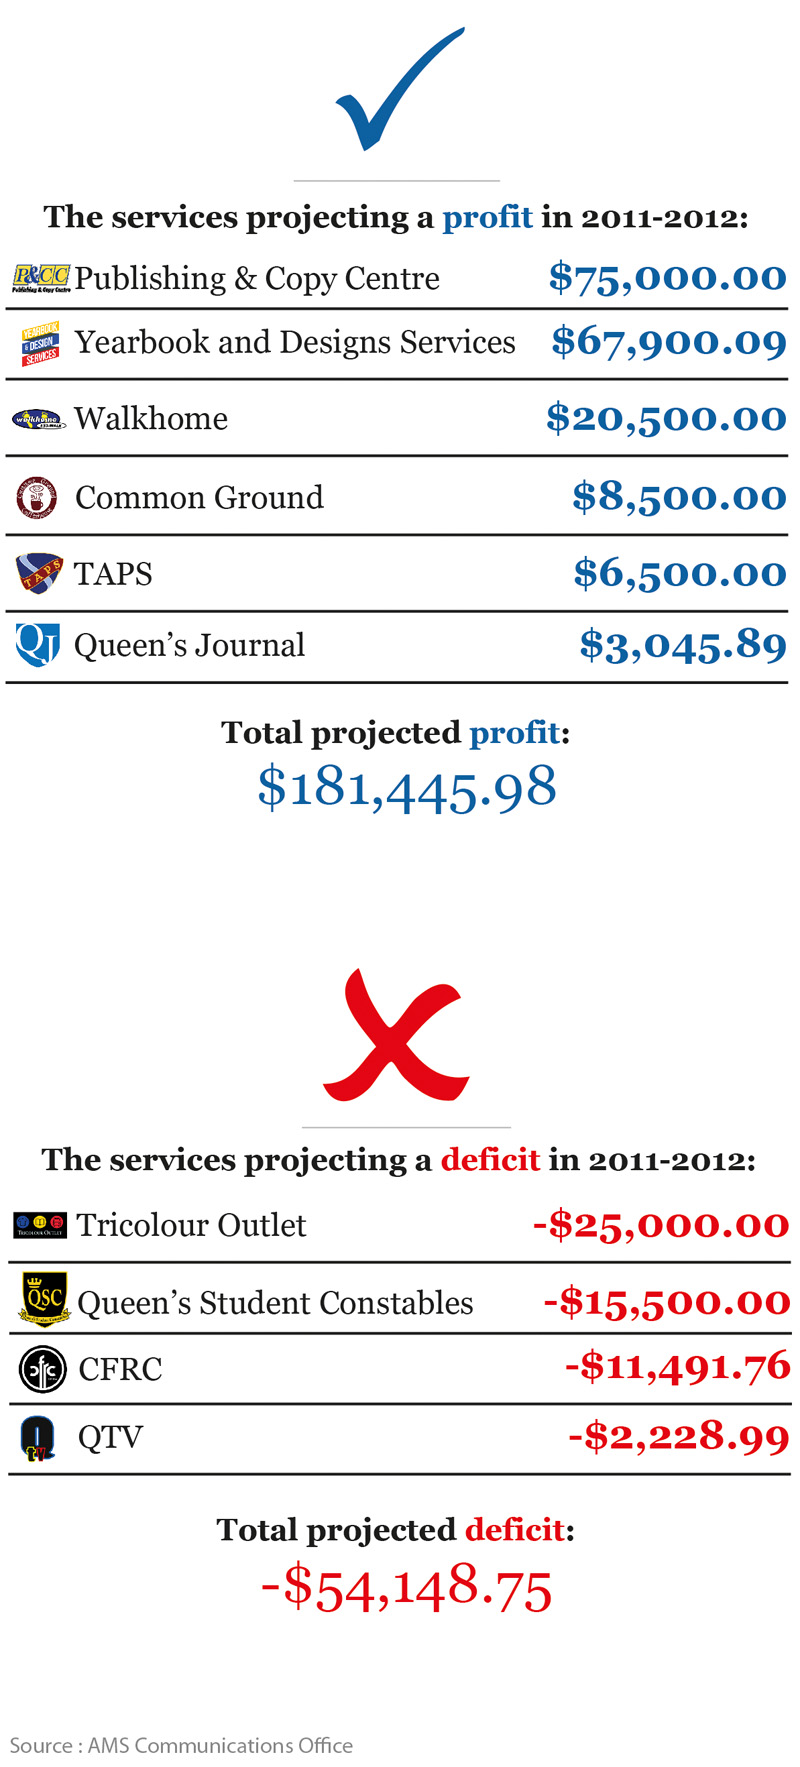 The services projecting a profit in 2011-2012:
P&CC
Publishing & Copy Centre
Publishing & Copy Centre $75,000.00
YEARBOOK
& DESIGN
SERVICES
Yearbook and Designs Services $67,900.09
walkhome
Walkhome $20,500.00
Common Ground $8,500.00
TAPS
TAPS $6,500.00
QJ
Queen’s Journal $3,045.89
Total projected profit:
$181,445.98
The services projecting a deficit in 2011-2012:
TRICOLOUR OUTLET
Tricolour Outlet -$25,000.00
QSC
Queen’s Student Constables -$15,500.00
cfrc
CFRC -$11,491.76
Q
tv
QTV -$2,228.99
Total projected deficit:
-$54,148.75
Source : AMS Communications Office